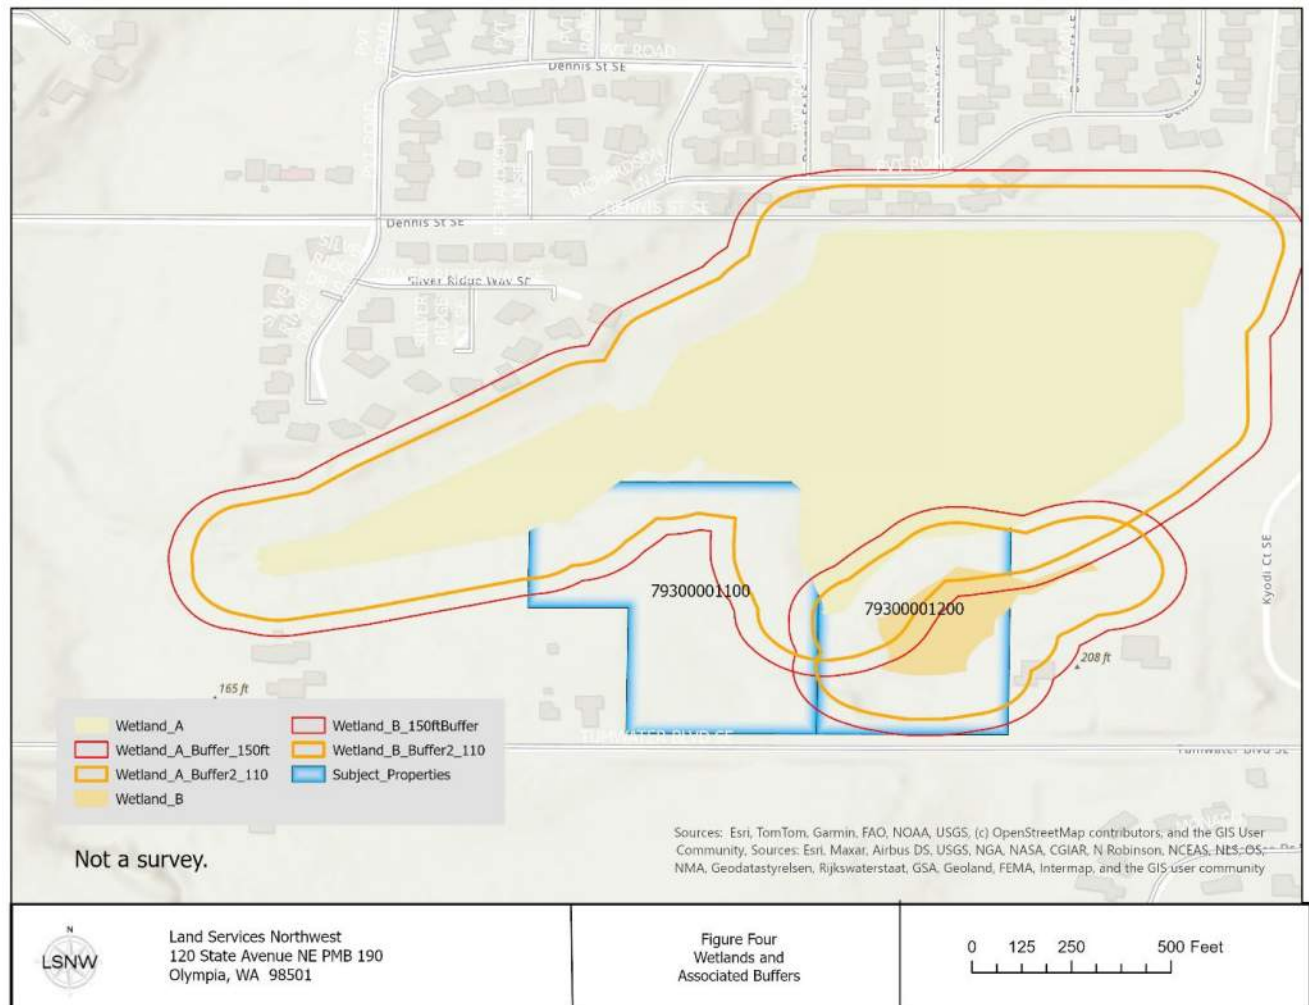 PVT ROAD
Dennis St SE
PVT ROAD
DENNIS ST SE
Dennis St SE
Silver Ridge Way SE
SILVER
RIDGE
Kyodi Ct SE
79300001100
79300001200
208 ft
165 ft
TUMWATER BLVD SE
Tumwater Blvd SE
Wetland_A
Wetland_A_Buffer_150ft
Wetland_A_Buffer2_110
Wetland_B
Wetland_B_150ftBuffer
Wetland_B_Buffer2_110
Subject_Properties
Not a survey.
Sources: Esri, TomTom, Garmin, FAO, NOAA, USGS, (c) OpenStreetMap contributors, and the GIS User
Community, Sources: Esri, Maxar, Airbus DS, USGS, NGA, NASA, CGIAR, N Robinson, NCEAS, NLS, OS,
NMA, Geodatastyrelsen, Rijkswaterstaat, GSA, Geoland, FEMA, Intermap, and the GIS user community
N
LSNW
Land Services Northwest
120 State Avenue NE PMB 190
Olympia, WA 98501
Figure Four
Wetlands and
Associated Buffers
0 125 250 500 Feet